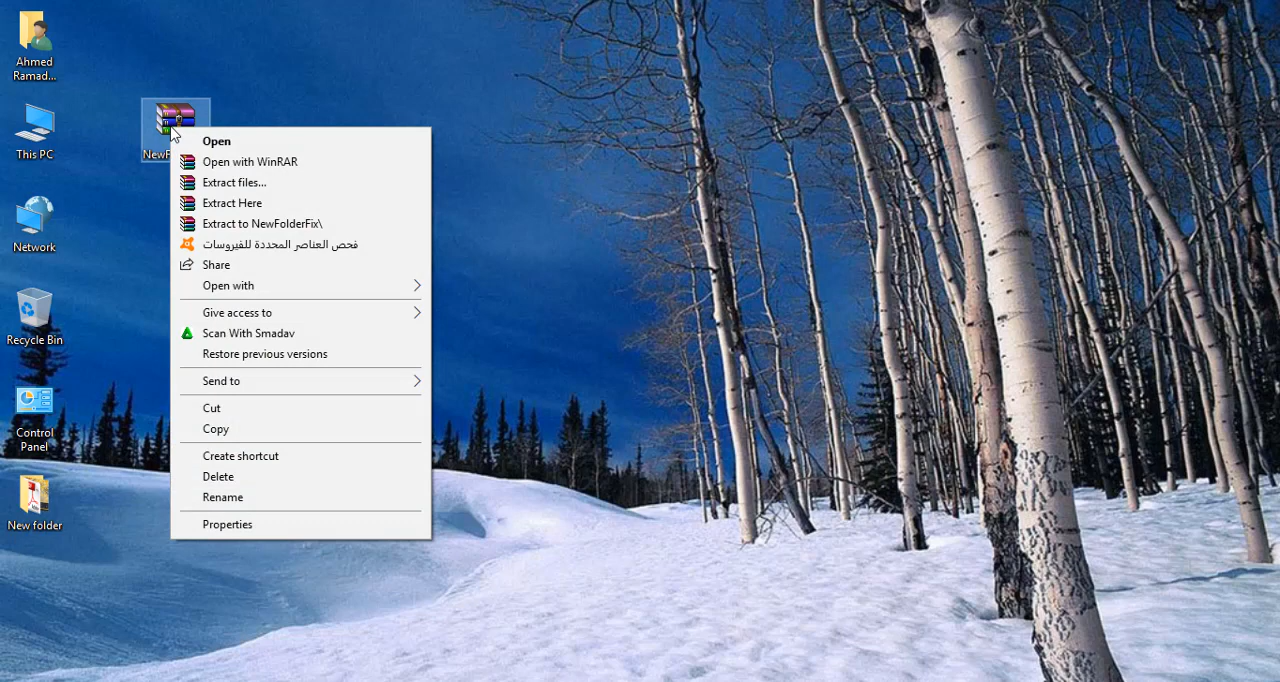 Ahmed
Ramad...
This PC
Network
Recycle Bin
Control
Panel
New folder
Open
Open with WinRAR
Extract files...
Extract Here
Extract to NewFolderFix\
فحص العناصر المحددة للفيروسات
Share
Open with
Give access to
Scan With Smadav
Restore previous versions
Send to
Cut
Copy
Create shortcut
Delete
Rename
Properties